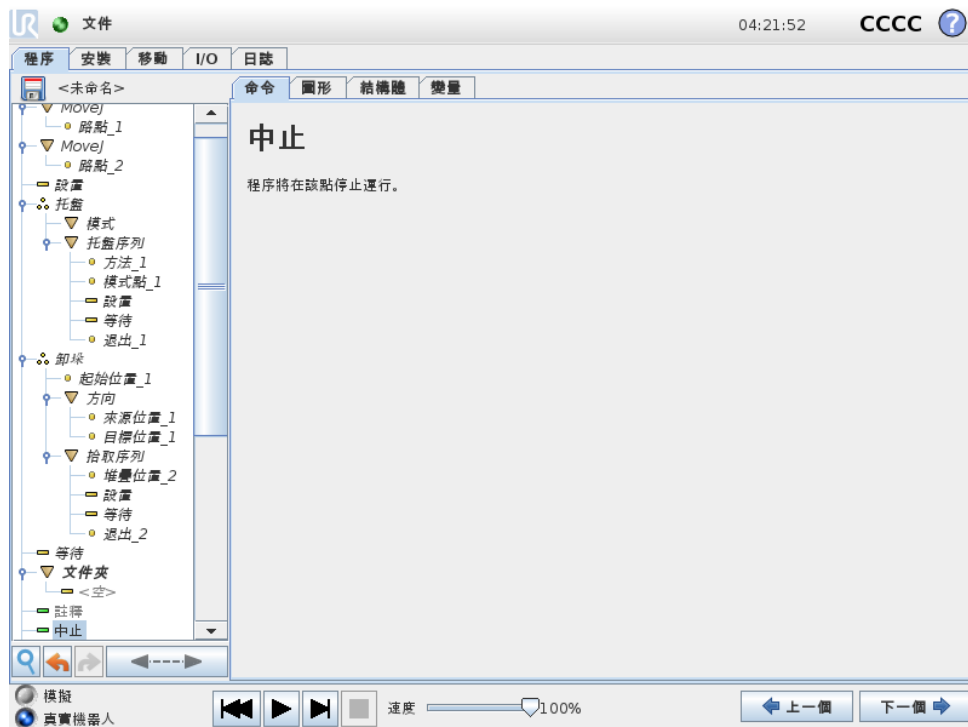 UR 文件 04:21:52 CCCC ?
程序 安裝 移動 I/O 日誌
<未命名> 命令 圖形 結構體 變量
MoveJ
路點_1
MoveJ
路點_2
設置
托盤
模式
托盤序列
方法_1
模式點_1
設置
等待
退出_1
卸垛
起始位置_1
方向
來源位置_1
目標位置_1
拾取序列
堆疊位置_2
設置
等待
退出_2
等待
文件夾
<空>
註釋
中止
中止
程序將在該點停止運行。
模擬
真實機器人
速度 100%
上一個 下一個